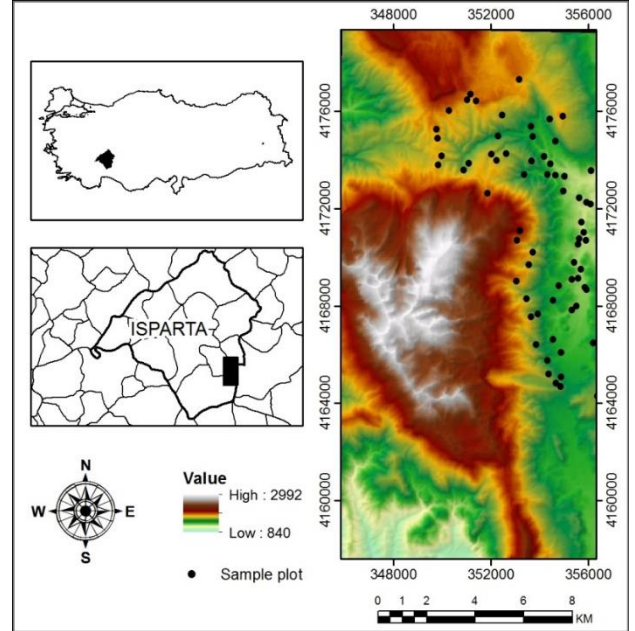 348000 352000 356000
4176000
4176000
4172000
4172000
ISPARTA
4168000
4168000
4164000
4164000
N
W E
S
Value
High : 2992
Low : 840
4160000
4160000
Sample plot
348000 352000 356000
0 1 2 4 6 8
KM